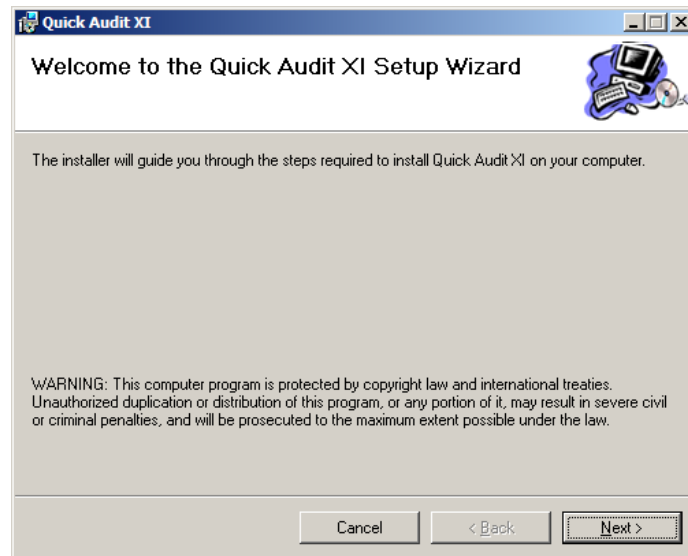 Quick Audit XI
Welcome to the Quick Audit XI Setup Wizard
The installer will guide you through the steps required to install Quick Audit XI on your computer.
WARNING: This computer program is protected by copyright law and international treaties.
Unauthorized duplication or distribution of this program, or any portion of it, may result in severe civil
or criminal penalties, and will be prosecuted to the maximum extent possible under the law.
Cancel
< Back
Next >